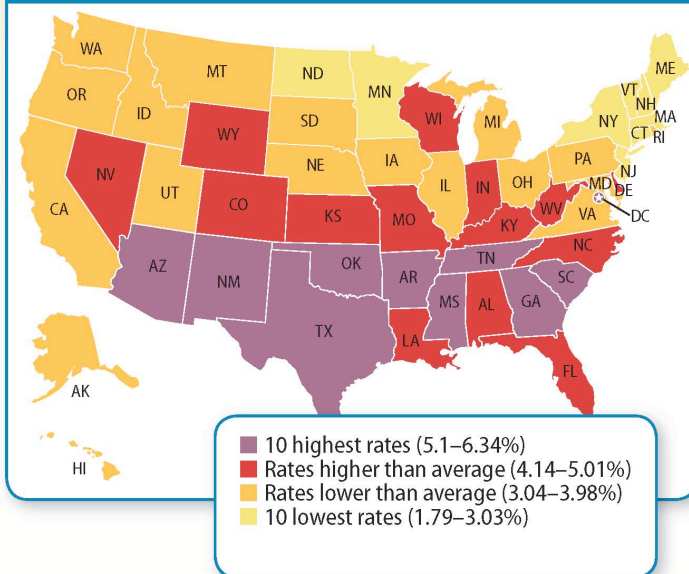 WA
MT
ND
MN
ME
VT
NH
OR
ID
SD
WI
MI
NY
MA
CT
RI
WY
NE
IA
PA
NJ
NV
UT
CO
IL
IN
OH
MD
DE
CA
KS
MO
KY
WV
VA
DC
AZ
NM
OK
AR
TN
NC
SC
TX
MS
AL
GA
LA
FL
AK
HI
10 highest rates (5.1–6.34%)
Rates higher than average (4.14–5.01%)
Rates lower than average (3.04–3.98%)
10 lowest rates (1.79–3.03%)